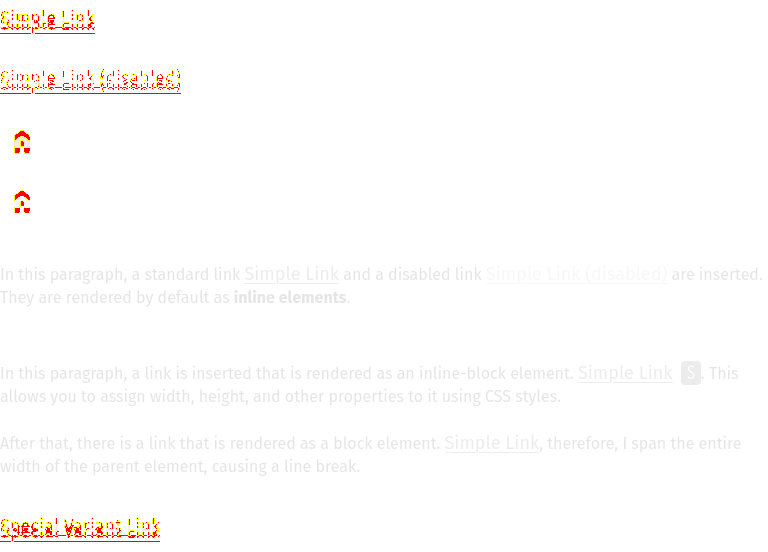 Simple Link
Simple Link (disabled)
In this paragraph, a standard link Simple Link and a disabled link Simple Link (disabled) are inserted.
They are rendered by default as inline elements.
In this paragraph, a link is inserted that is rendered as an inline-block element. Simple Link S. This
allows you to assign width, height, and other properties to it using CSS styles.
After that, there is a link that is rendered as a block element. Simple Link, therefore, I span the entire
width of the parent element, causing a line break.
Special Variant Link